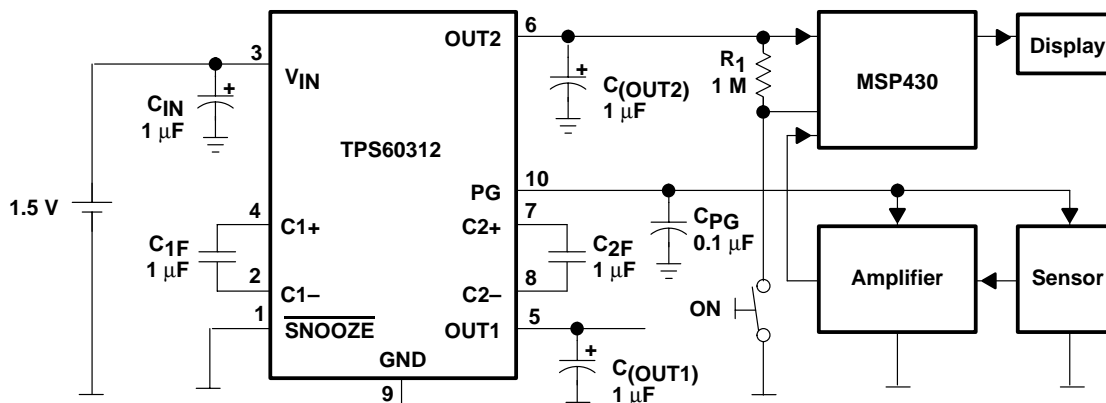 6
OUT2
3
VIN
+
CIN
1 μF
+
C(OUT2)
1 μF
R1
1 M
MSP430
Display
TPS60312
10
PG
1.5 V
4
C1+
C1F
1 μF
2
C1–
7
C2+
C2F
1 μF
8
C2–
CPG
0.1 μF
Amplifier
Sensor
ON
1
SNOOZE
5
OUT1
GND
9
+
C(OUT1)
1 μF